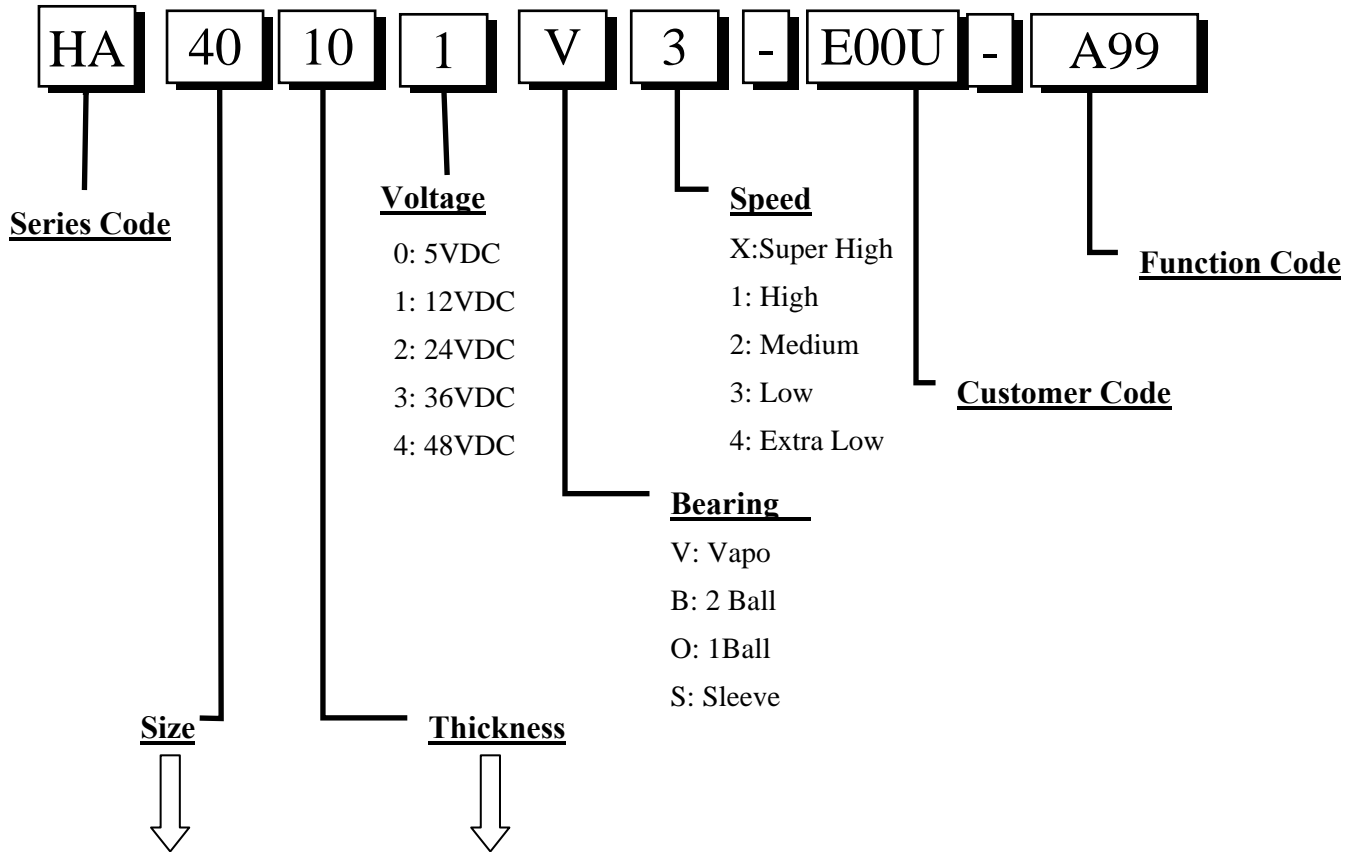 HA 40 10 1 V 3 - E00U - A99
Series Code
Voltage
0: 5VDC
1: 12VDC
2: 24VDC
3: 36VDC
4: 48VDC
Speed
X:Super High
1: High
2: Medium
3: Low
4: Extra Low
Function Code
Customer Code
Bearing
V: Vapo
B: 2 Ball
O: 1Ball
S: Sleeve
Size
Thickness